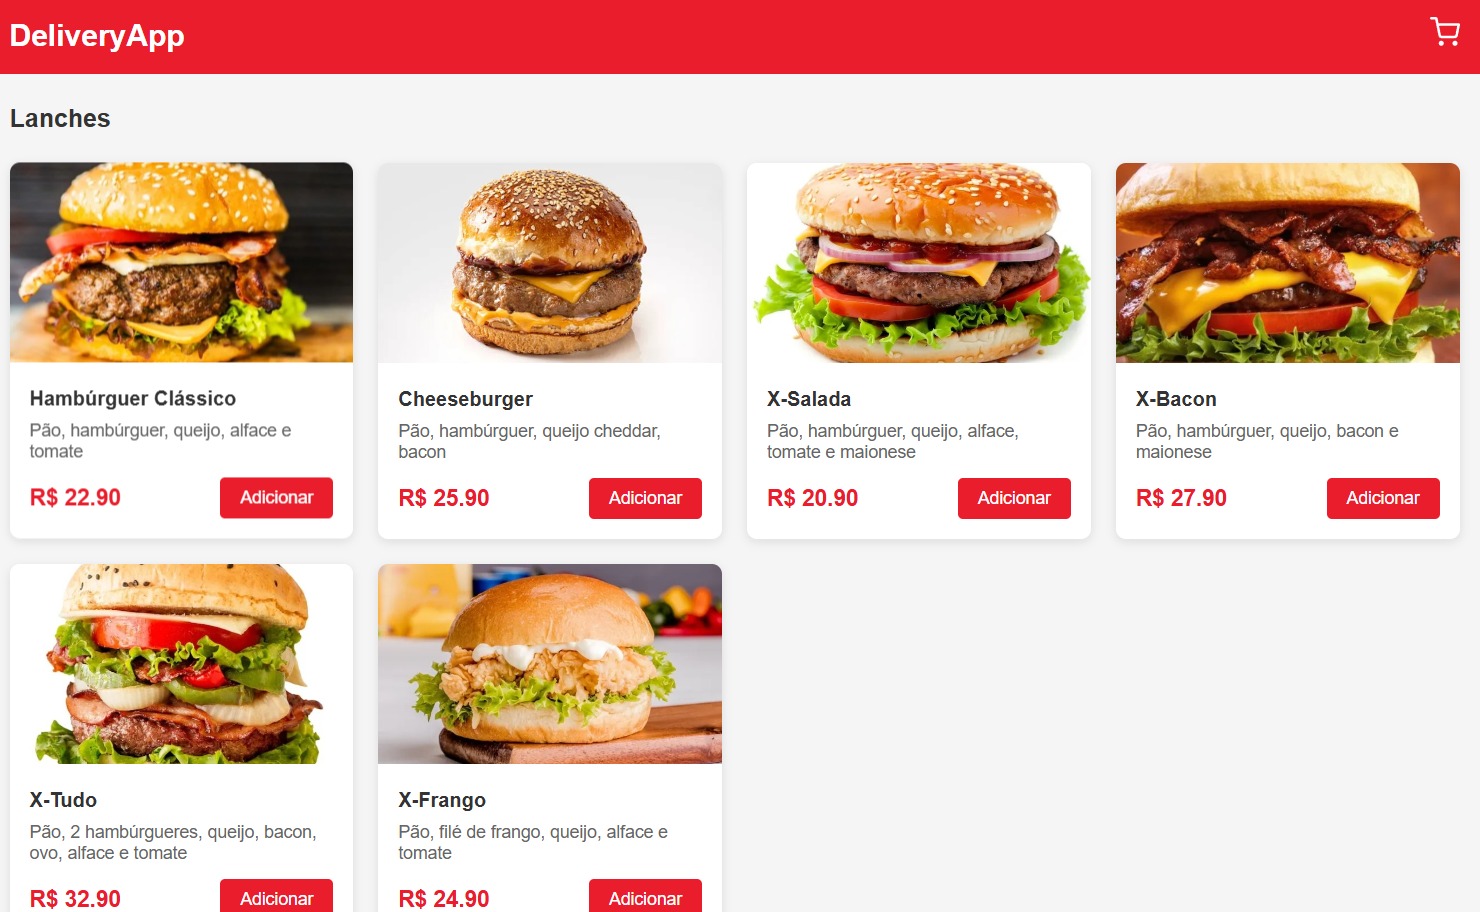 DeliveryApp
Lanches
Hambúrguer Clássico
Pão, hambúrguer, queijo, alface e
tomate
R$ 22.90
Adicionar
Cheeseburger
Pão, hambúrguer, queijo cheddar,
bacon
R$ 25.90
Adicionar
X-Salada
Pão, hambúrguer, queijo, alface,
tomate e maionese
R$ 20.90
Adicionar
X-Bacon
Pão, hambúrguer, queijo, bacon e
maionese
R$ 27.90
Adicionar
X-Tudo
Pão, 2 hambúrgueres, queijo, bacon,
ovo, alface e tomate
R$ 32.90
Adicionar
X-Frango
Pão, filé de frango, queijo, alface e
tomate
R$ 24.90
Adicionar